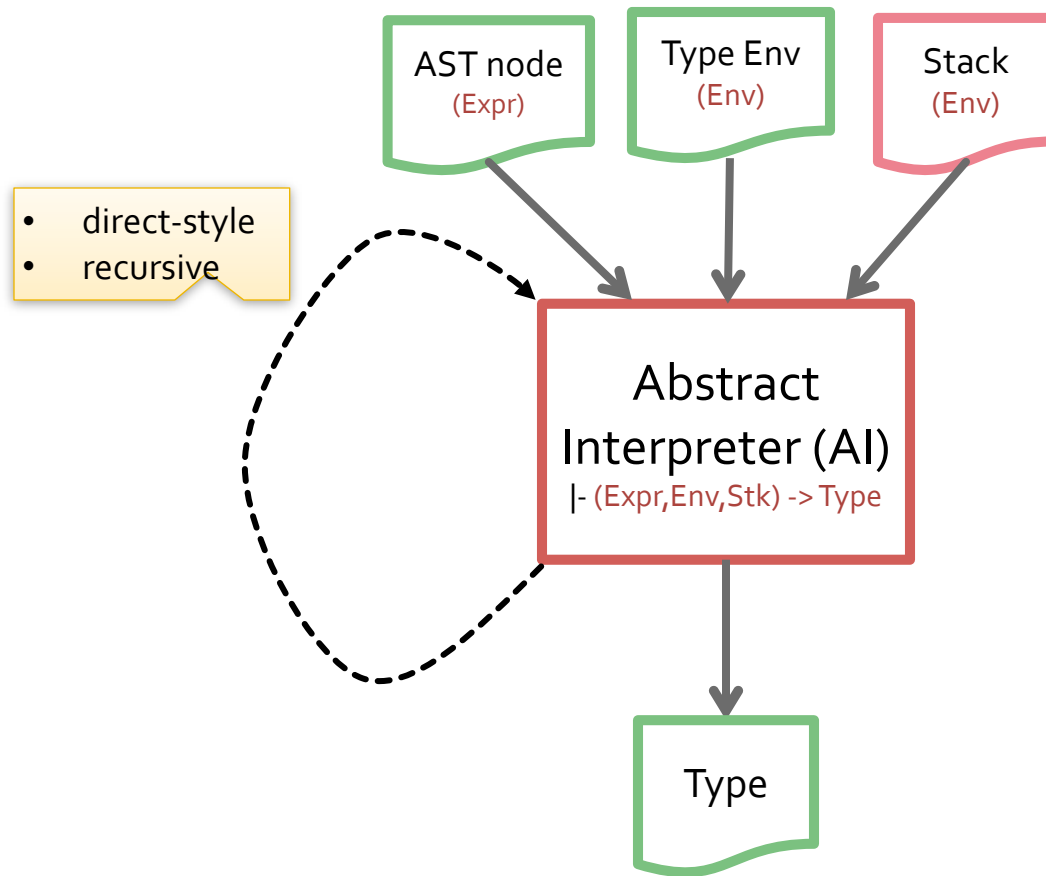 AST node
(Expr)
Type Env
(Env)
Stack
(Env)
• direct-style
• recursive
Abstract
Interpreter (AI)
|- (Expr,Env,Stk) -> Type
Type